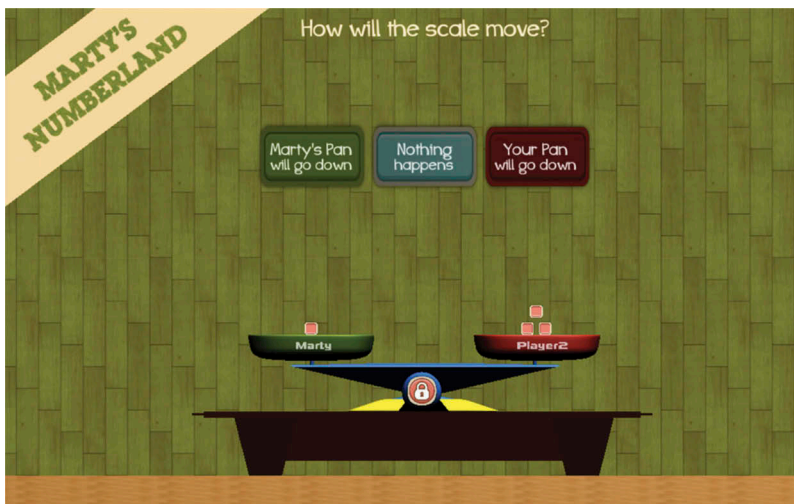 MARTY'S
NUMBERLAND
How will the scale move?
Marty's Pan
will go down
Nothing
happens
Your Pan
will go down
Marty
Player2